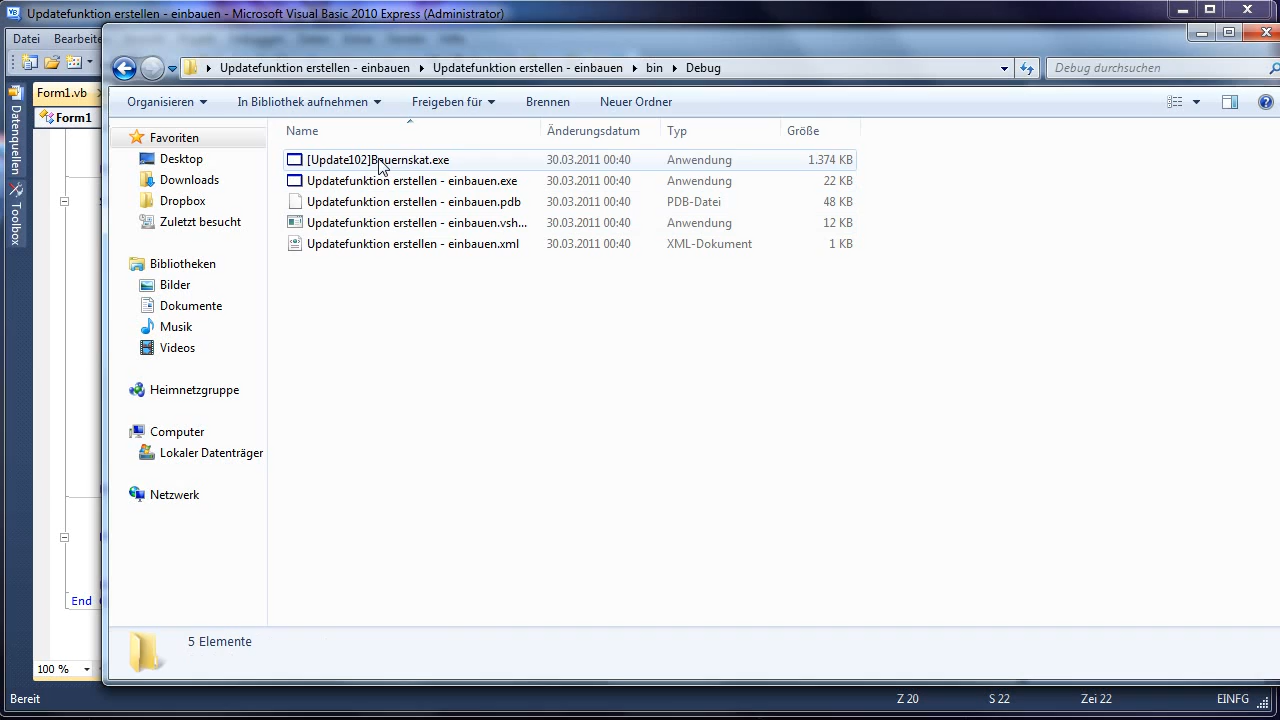 Updatefunktion erstellen - einbauen - Microsoft Visual Basic 2010 Express (Administrator)
Datei Bearbeite
Updatefunktion erstellen - einbauen Updatefunktion erstellen - einbauen bin Debug
Debug durchsuchen
Form1.vb
Organisieren In Bibliothek aufnehmen Freigeben für Brennen Neuer Ordner
Form1
Datenquellen
Toolbox
Name Änderungsdatum Typ Größe
[Update102]Bauernskat.exe 30.03.2011 00:40 Anwendung 1.374 KB
Updatefunktion erstellen - einbauen.exe 30.03.2011 00:40 Anwendung 22 KB
Updatefunktion erstellen - einbauen.pdb 30.03.2011 00:40 PDB-Datei 48 KB
Updatefunktion erstellen - einbauen.vsh... 30.03.2011 00:40 Anwendung 12 KB
Updatefunktion erstellen - einbauen.xml 30.03.2011 00:40 XML-Dokument 1 KB
Favoriten
Desktop
Downloads
Dropbox
Zuletzt besucht
Bibliotheken
Bilder
Dokumente
Musik
Videos
Heimnetzgruppe
Computer
Lokaler Datenträger
Netzwerk
End
5 Elemente
100 %
Bereit Z 20 S 22 Zei 22 EINFG